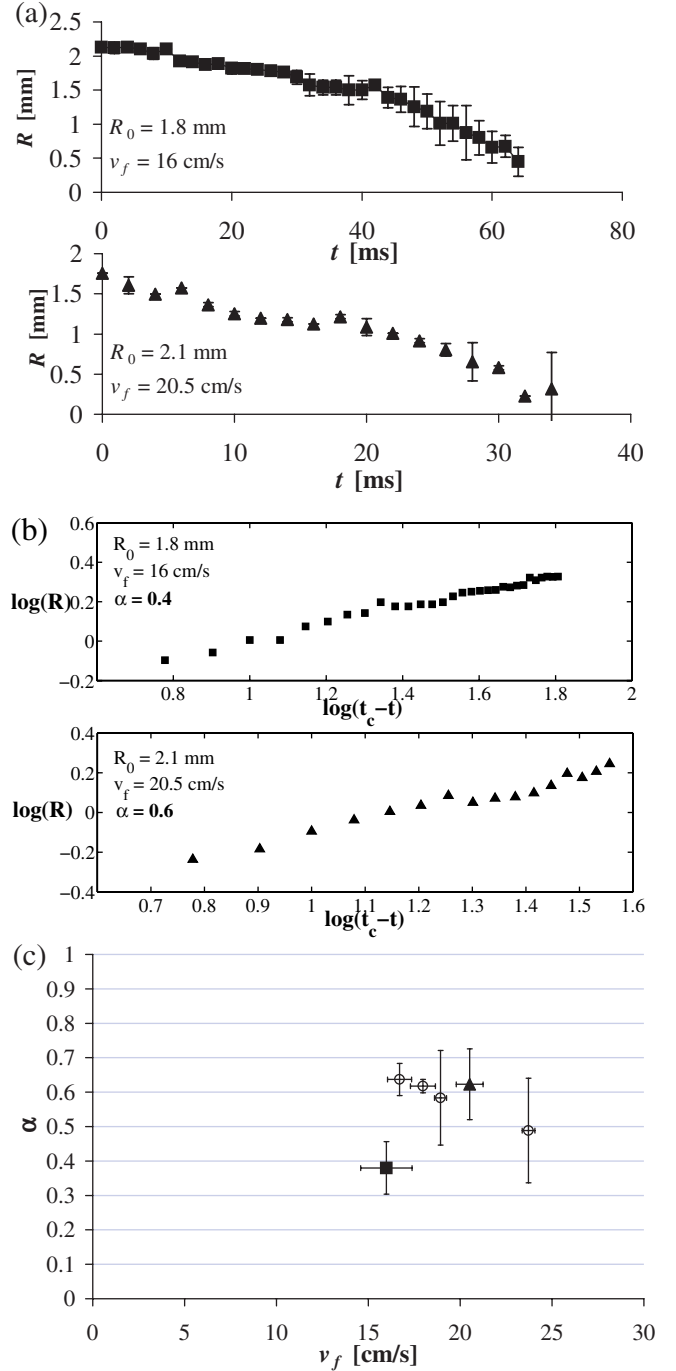 (a)
2.5
2
1.5
1
0.5
0
R [mm]
R0 = 1.8 mm
vf = 16 cm/s
0 20 40 60 80
t [ms]
2
1.5
1
0.5
0
R [mm]
R0 = 2.1 mm
vf = 20.5 cm/s
0 10 20 30 40
t [ms]
(b)
0.6
0.4
0.2
0
−0.2
log(R)
R0 = 1.8 mm
vf = 16 cm/s
α = 0.4
0.8 1 1.2 1.4 1.6 1.8 2
log(tc−t)
0.4
0.2
0
−0.2
−0.4
log(R)
R0 = 2.1 mm
vf = 20.5 cm/s
α = 0.6
0.7 0.8 0.9 1 1.1 1.2 1.3 1.4 1.5 1.6
log(tc−t)
(c)
1
0.9
0.8
0.7
0.6
0.5
0.4
0.3
0.2
0.1
0
α
0 5 10 15 20 25 30
vf [cm/s]